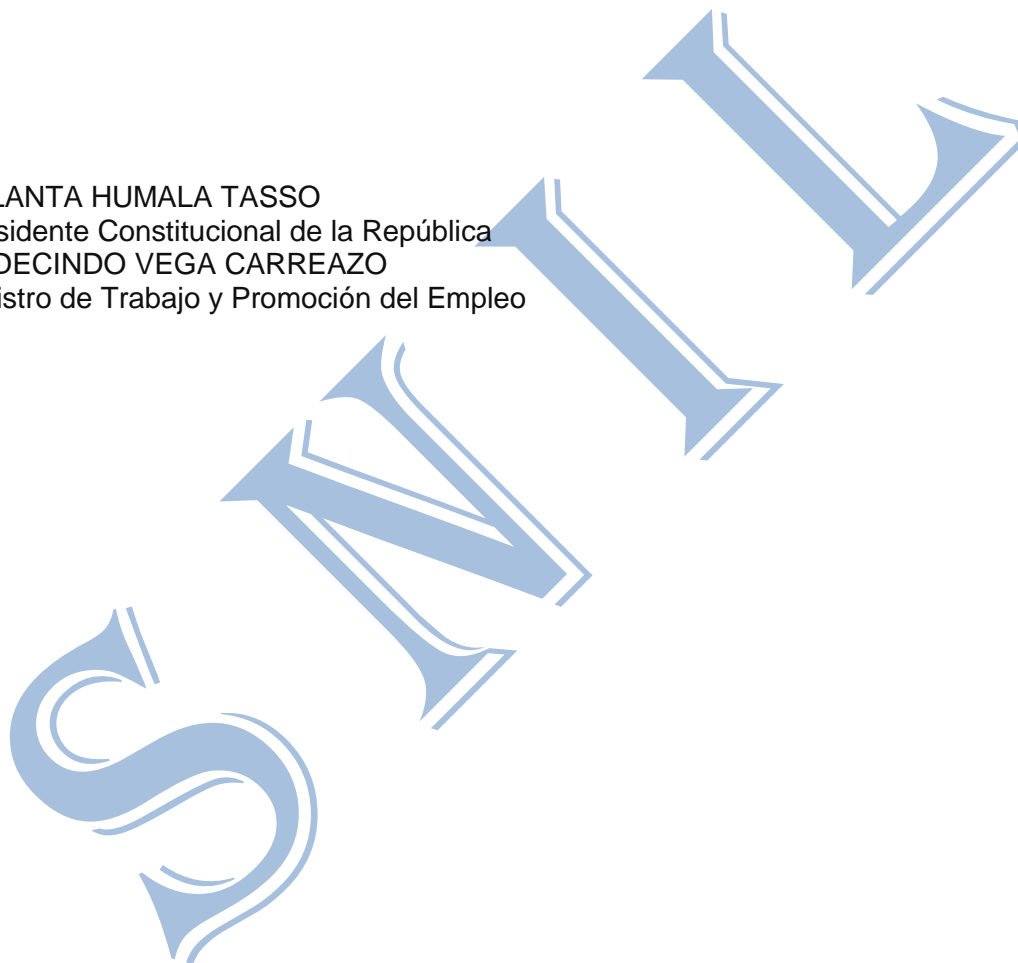 LANTA HUMALA TASSO
sidente Constitucional de la República
DECINDO VEGA CARREAZO
istro de Trabajo y Promoción del Empleo
SNIL